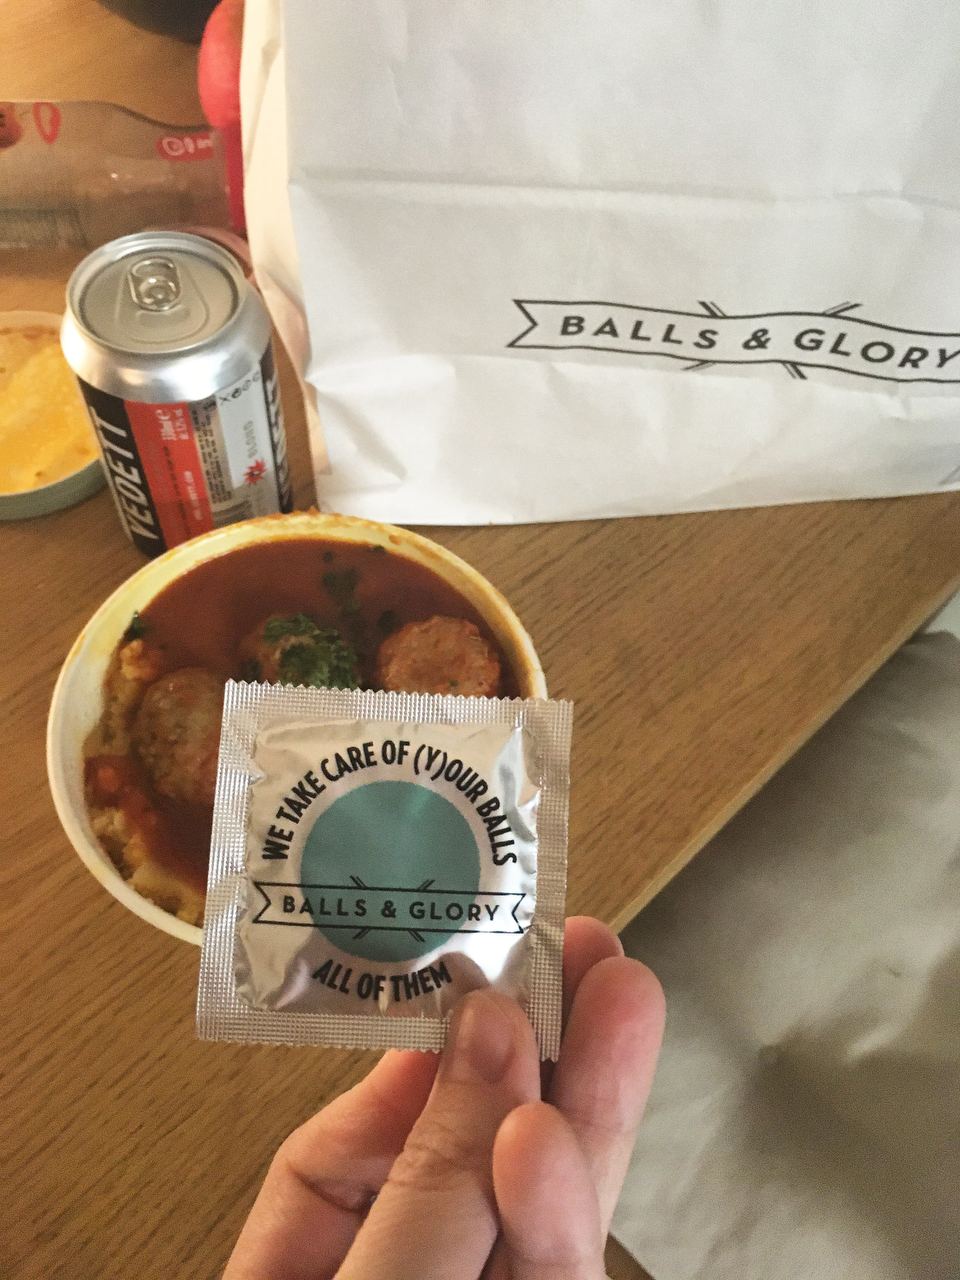 BALLS & GLORY
VEDETT
WE TAKE CARE OF (Y)OUR BALLS
BALLS & GLORY
ALL OF THEM